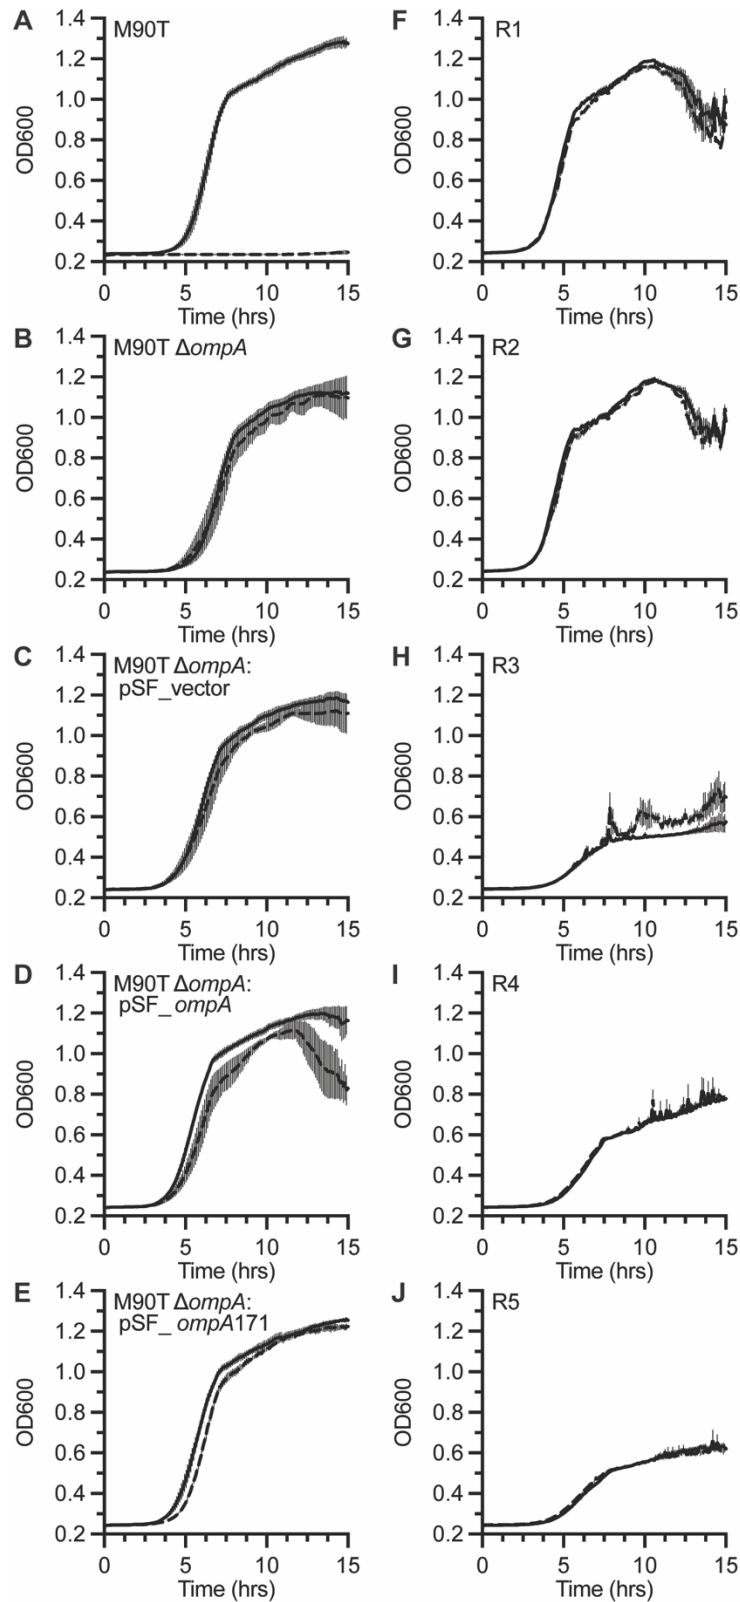 A M90T
OD600
1.4
1.2
1.0
0.8
0.6
0.4
0.2
0 5 10 15
Time (hrs)
F R1
OD600
1.4
1.2
1.0
0.8
0.6
0.4
0.2
0 5 10 15
Time (hrs)
B M90T ΔompA
OD600
1.4
1.2
1.0
0.8
0.6
0.4
0.2
0 5 10 15
Time (hrs)
G R2
OD600
1.4
1.2
1.0
0.8
0.6
0.4
0.2
0 5 10 15
Time (hrs)
C M90T ΔompA:
pSF_vector
OD600
1.4
1.2
1.0
0.8
0.6
0.4
0.2
0 5 10 15
Time (hrs)
H R3
OD600
1.4
1.2
1.0
0.8
0.6
0.4
0.2
0 5 10 15
Time (hrs)
D M90T ΔompA:
pSF_ompA
OD600
1.4
1.2
1.0
0.8
0.6
0.4
0.2
0 5 10 15
Time (hrs)
I R4
OD600
1.4
1.2
1.0
0.8
0.6
0.4
0.2
0 5 10 15
Time (hrs)
E M90T ΔompA:
pSF_ ompA171
OD600
1.4
1.2
1.0
0.8
0.6
0.4
0.2
0 5 10 15
Time (hrs)
J R5
OD600
1.4
1.2
1.0
0.8
0.6
0.4
0.2
0 5 10 15
Time (hrs)